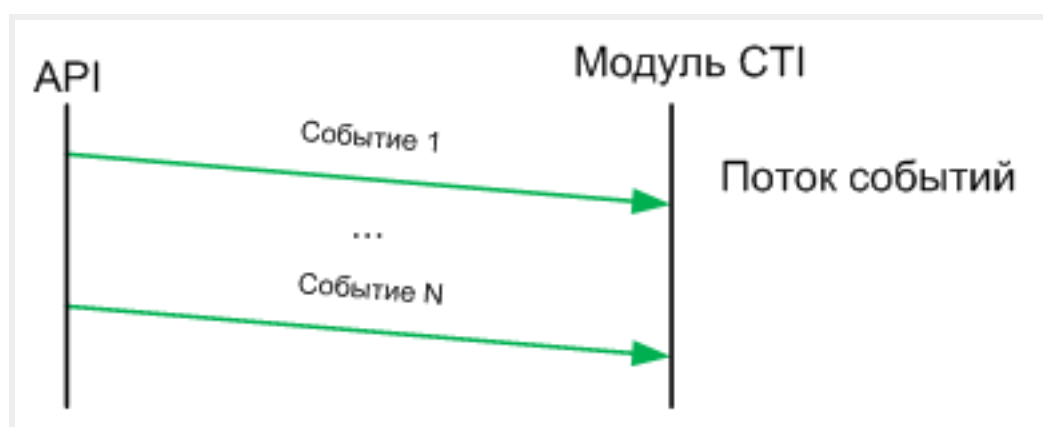 API
Модуль CTI
Событие 1
Поток событий
...
Событие N